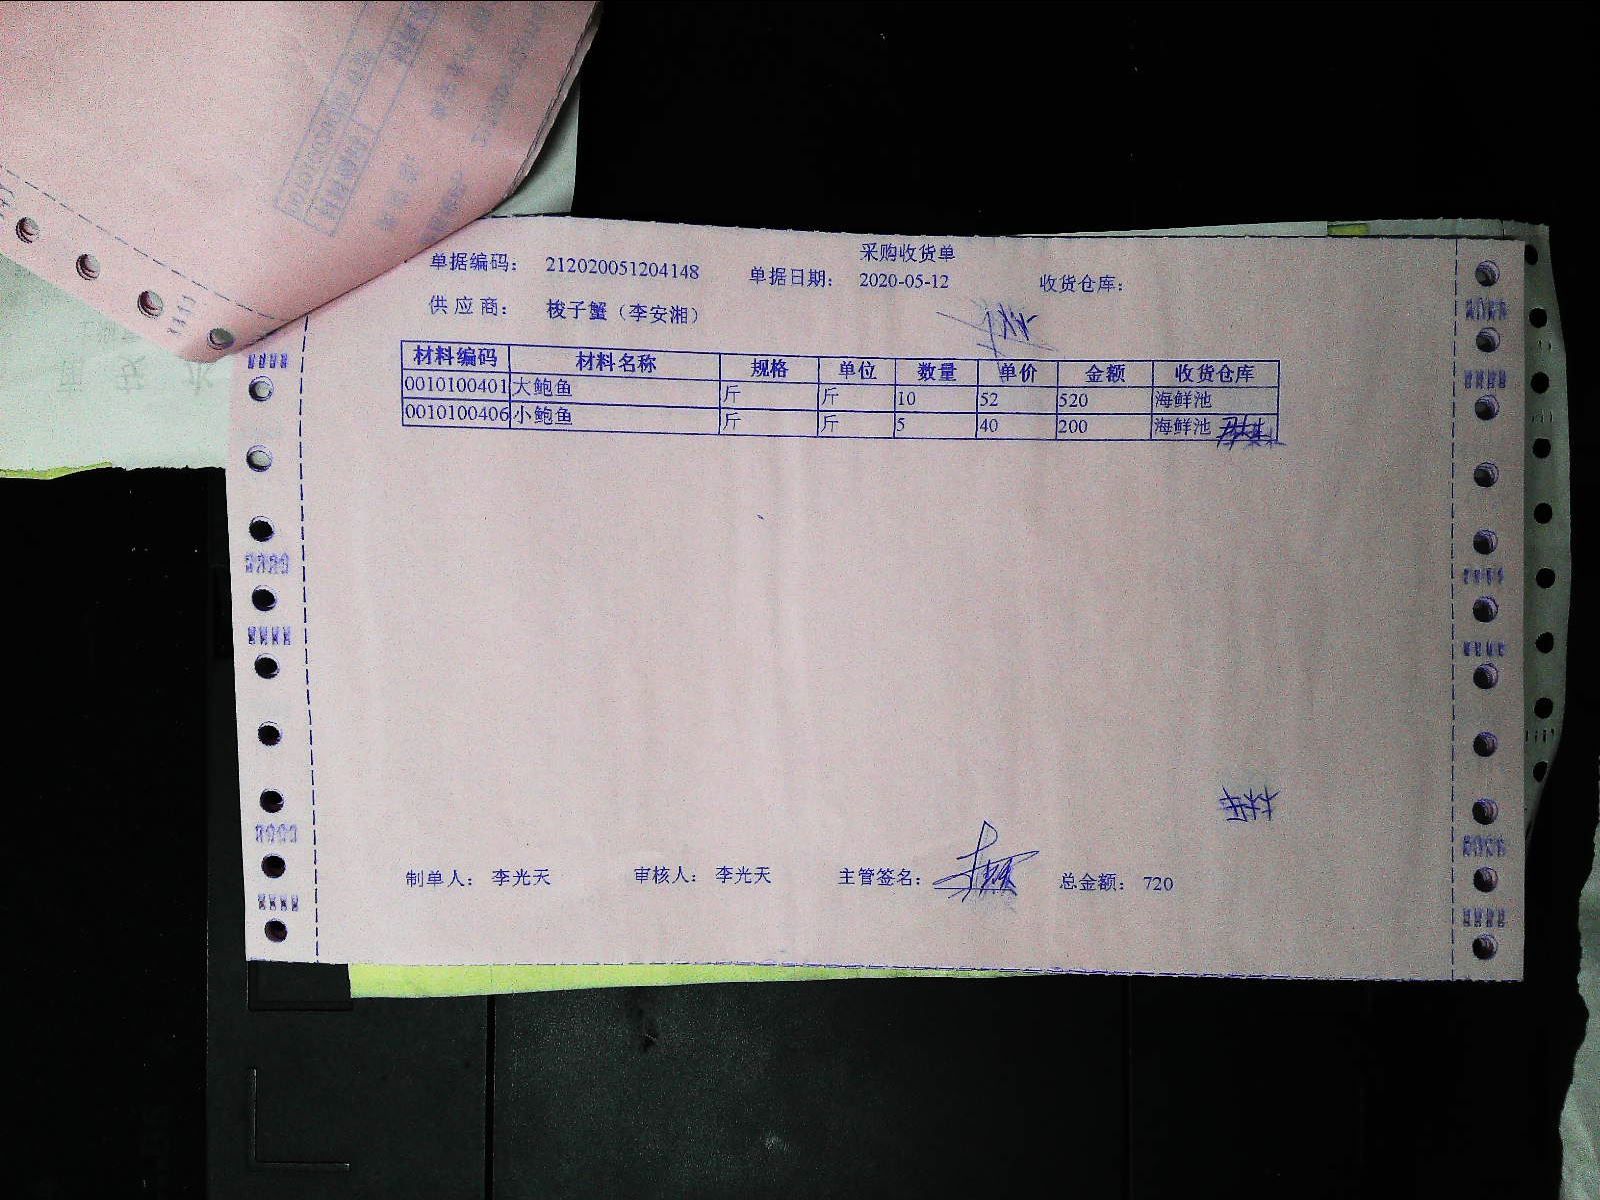 采购收货单
单据编码： 212020051204148 单据日期： 2020-05-12 收货仓库：
供应商： 梭子蟹（李安湘）
材料编码 材料名称 规格 单位 数量 单价 金额 收货仓库
0010100401 大鲍鱼 斤 斤 10 52 520 海鲜池
0010100406 小鲍鱼 斤 斤 5 40 200 海鲜池
制单人： 李光天 审核人： 李光天 主管签名： 总金额： 720